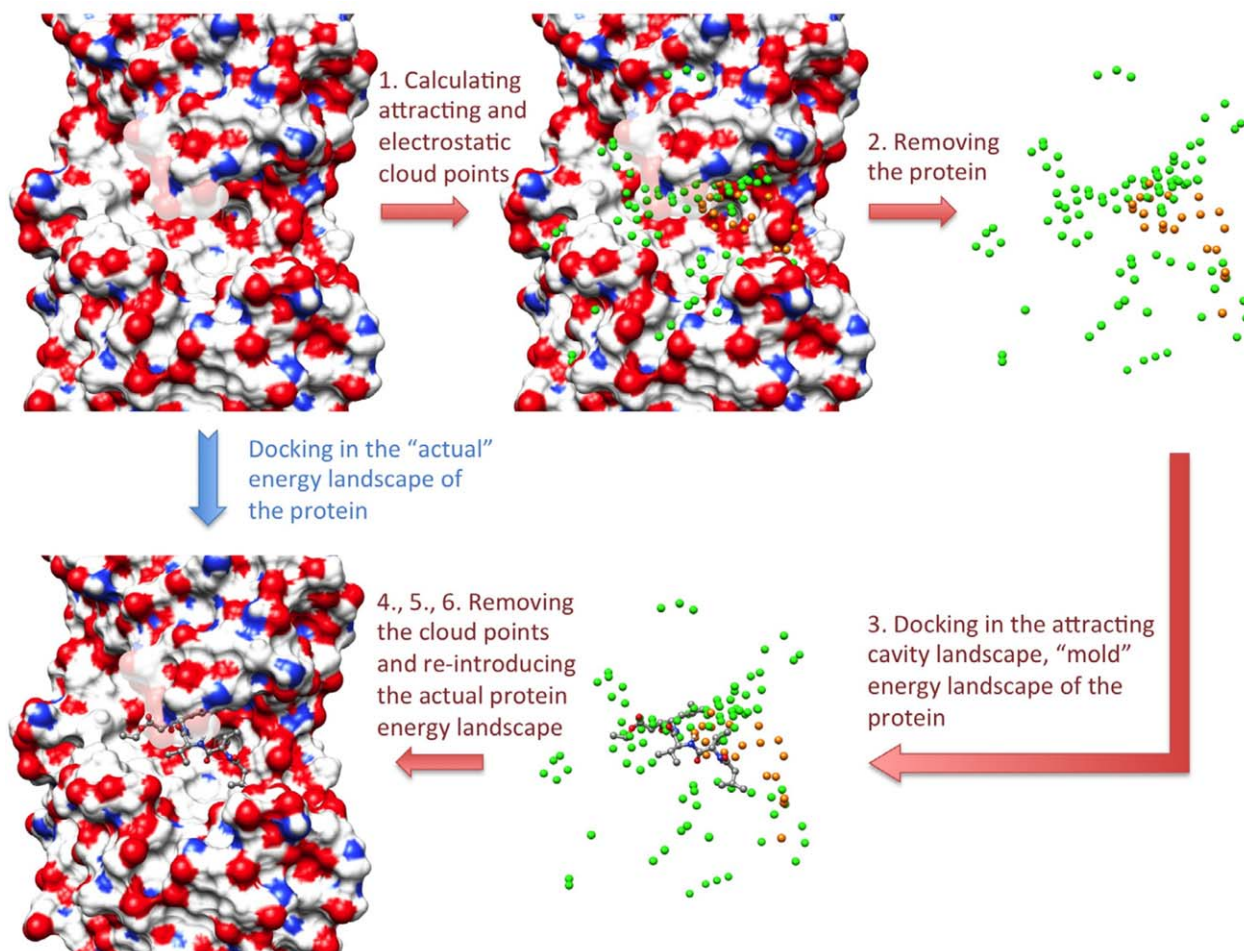 1. Calculating
attracting and
electrostatic
cloud points
2. Removing
the protein
Docking in the “actual”
energy landscape of
the protein
4., 5., 6. Removing
the cloud points
and re-introducing
the actual protein
energy landscape
3. Docking in the attracting
cavity landscape, “mold”
energy landscape of the
protein